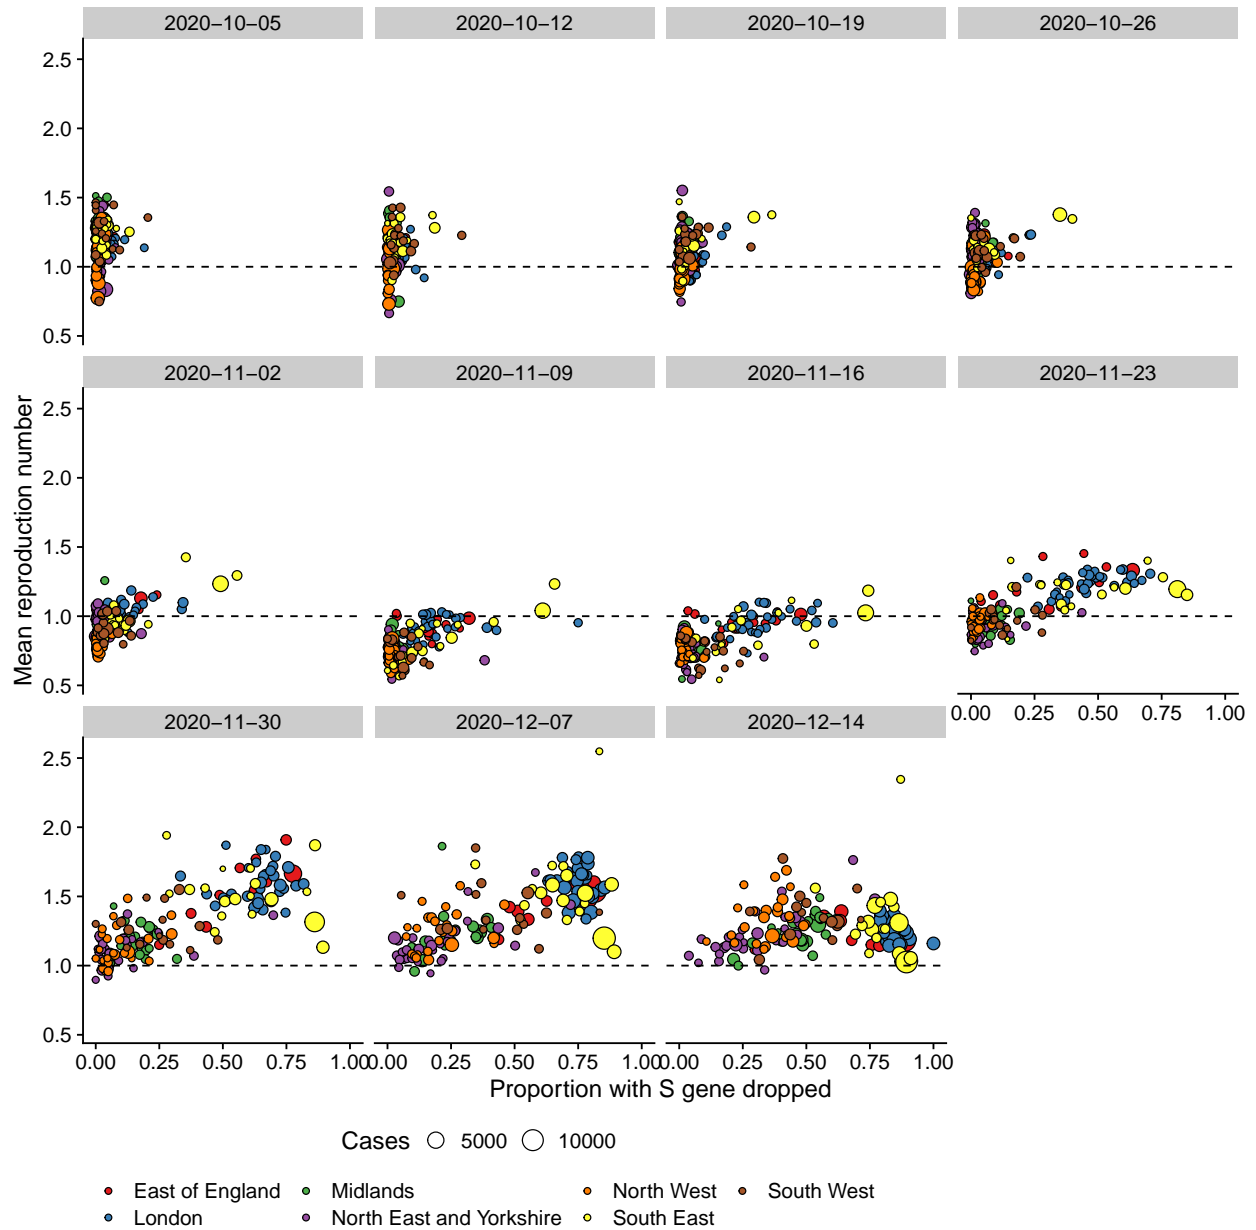 2020−10−05 2020−10−12 2020−10−19 2020−10−26
2.5
2.0
1.5
1.0
0.5
2020−11−02 2020−11−09 2020−11−16 2020−11−23
2.5
2.0
1.5
1.0
0.5
0.00 0.25 0.50 0.75 1.00
Mean reproduction number
2020−11−30 2020−12−07 2020−12−14
2.5
2.0
1.5
1.0
0.5
0.00 0.25 0.50 0.75 1.00 0.00 0.25 0.50 0.75 1.00 0.00 0.25 0.50 0.75 1.00
Proportion with S gene dropped
Cases 5000 10000
East of England Midlands North West South West
London North East and Yorkshire South East